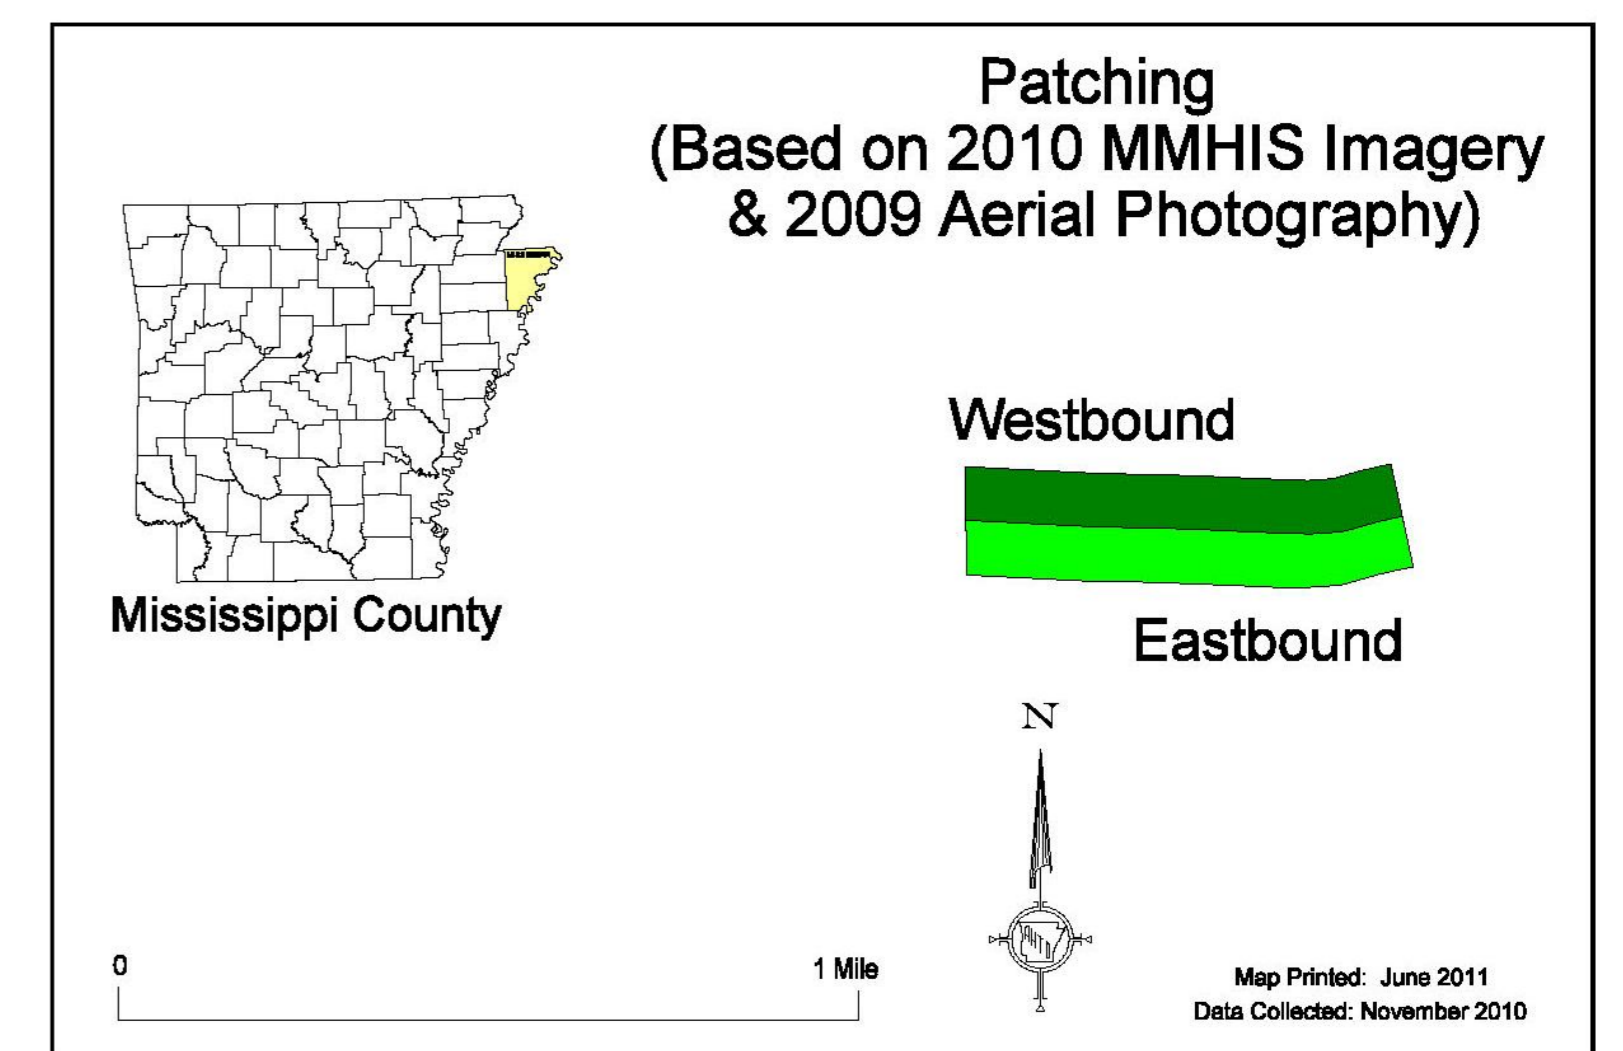 Patching
(Based on 2010 MMHIS Imagery
& 2009 Aerial Photography)
Mississippi County
Westbound
Eastbound
N
AHTD
0
1 Mile
Map Printed: June 2011
Data Collected: November 2010